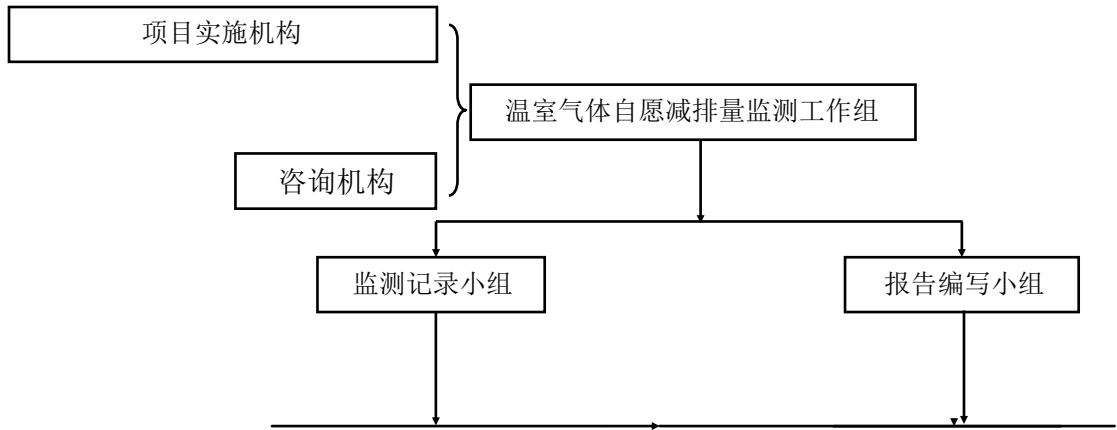 项目实施机构
温室气体自愿减排量监测工作组
咨询机构
监测记录小组
报告编写小组